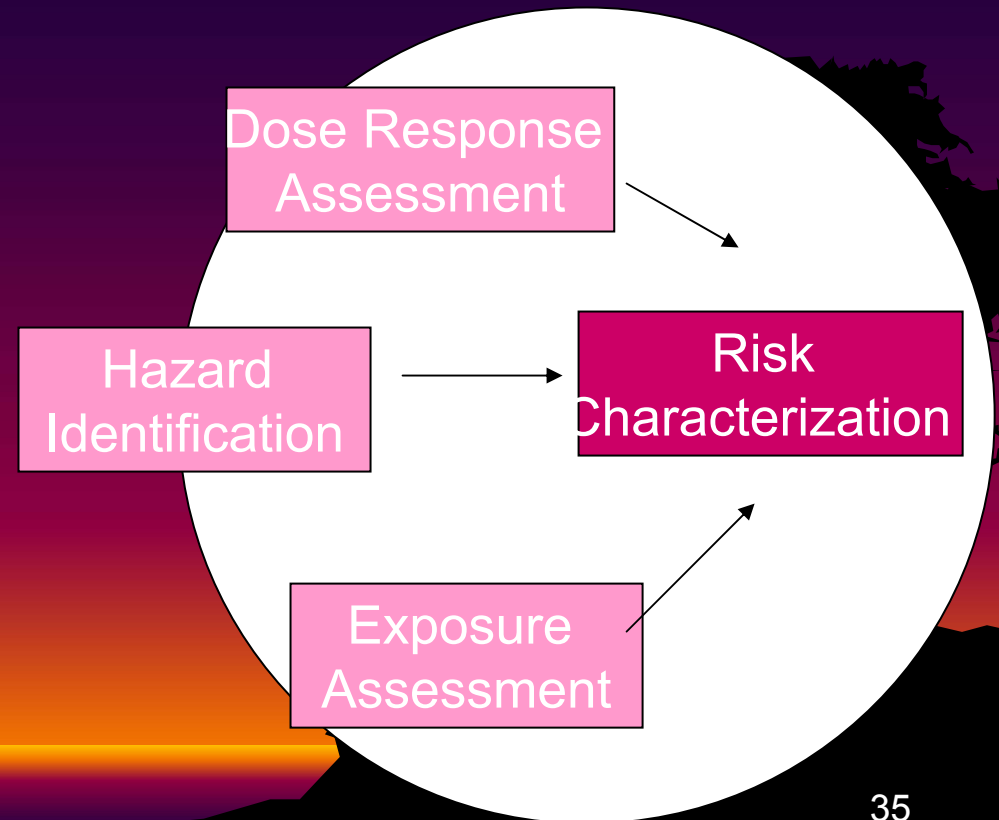 Dose Response
Assessment
Hazard
Identification
Risk
Characterization
Exposure
Assessment
35